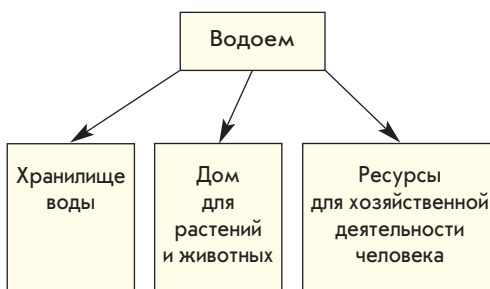 Водоем
Хранилище
воды
Дом
для
растений
и животных
Ресурсы
для хозяйственной
деятельности
человека